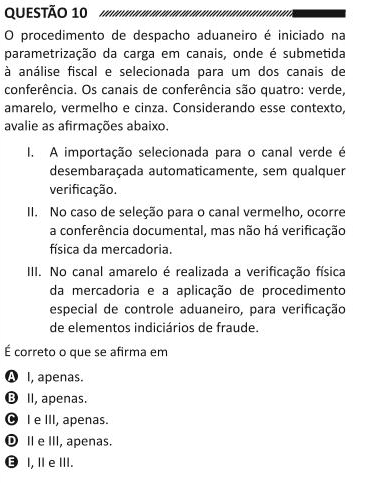 QUESTÃO 10
O procedimento de despacho aduaneiro é iniciado na
parametrização da carga em canais, onde é submetida
à análise fiscal e selecionada para um dos canais de
conferência. Os canais de conferência são quatro: verde,
amarelo, vermelho e cinza. Considerando esse contexto,
avalie as afirmações abaixo.
I. A importação selecionada para o canal verde é
desembaraçada automaticamente, sem qualquer
verificação.
II. No caso de seleção para o canal vermelho, ocorre
a conferência documental, mas não há verificação
física da mercadoria.
III. No canal amarelo é realizada a verificação física
da mercadoria e a aplicação de procedimento
especial de controle aduaneiro, para verificação
de elementos indiciários de fraude.
É correto o que se afirma em
A I, apenas.
B II, apenas.
C I e III, apenas.
D II e III, apenas.
E I, II e III.